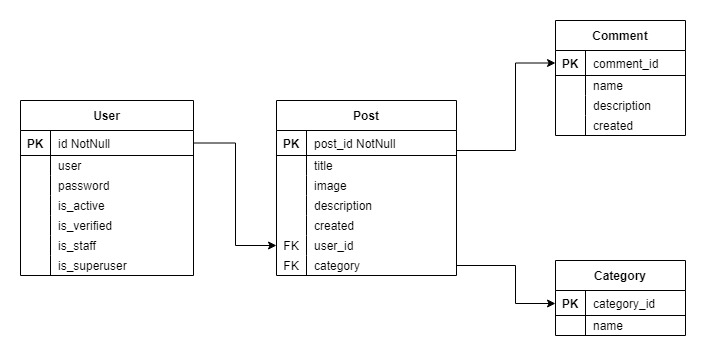 User
PK id NotNull
user
password
is_active
is_verified
is_staff
is_superuser
Post
PK post_id NotNull
title
image
description
created
FK user_id
FK category
Comment
PK comment_id
name
description
created
Category
PK category_id
name